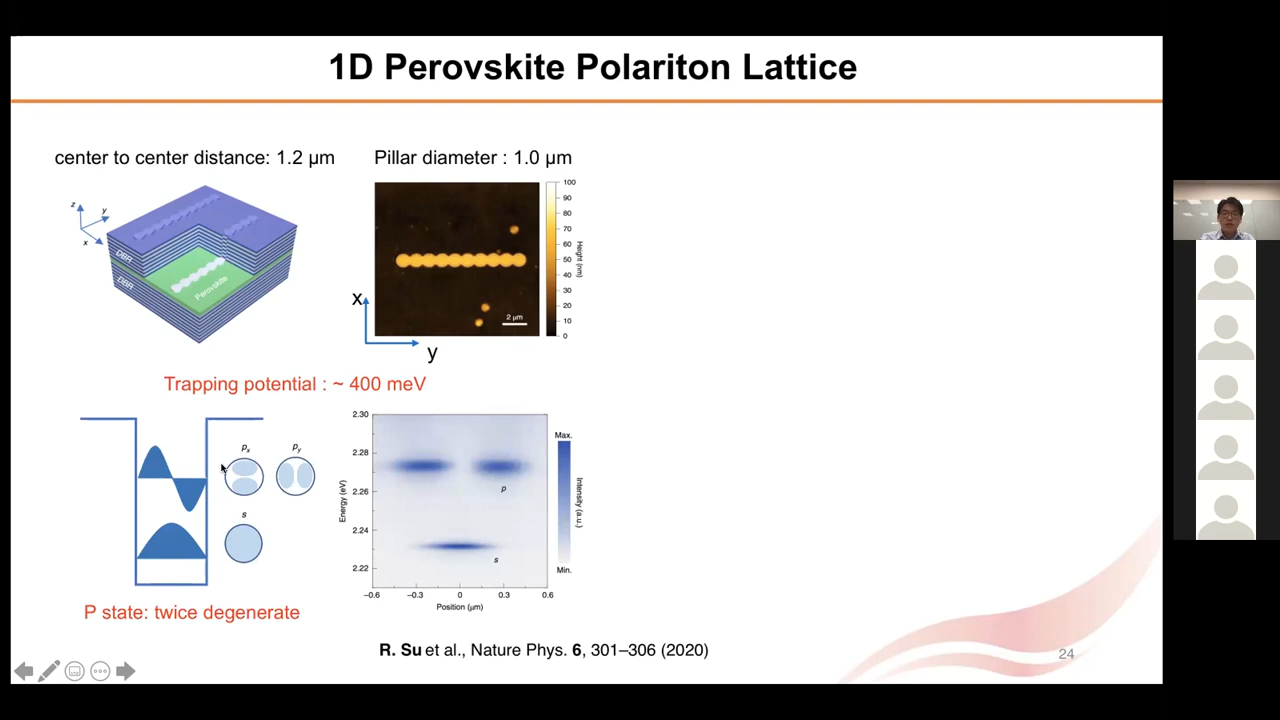 1D Perovskite Polariton Lattice
center to center distance: 1.2 µm
Pillar diameter : 1.0 µm
z
y
x
DBR
DBR
Perovskite
100
90
80
70
60
50
40
30
20
10
0
Height (nm)
2 µm
x
y
Trapping potential : ~ 400 meV
px
py
s
P state: twice degenerate
2.30
2.28
2.26
2.24
2.22
Energy (eV)
p
s
−0.6
−0.3
0
0.3
0.6
Position (µm)
Max.
Min.
Intensity (a.u.)
R. Su et al., Nature Phys. 6, 301–306 (2020)
24